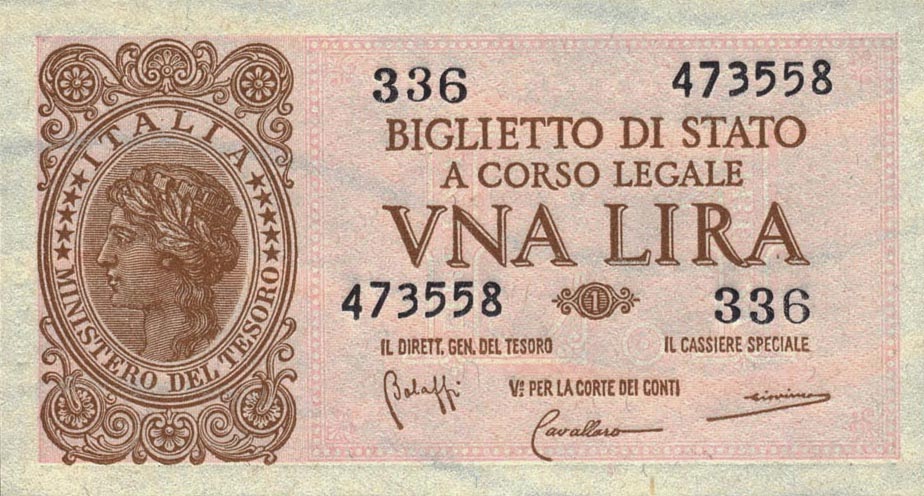 ITALIA
MINISTERO DEL TESORO
336 473558
BIGLIETTO DI STATO
A CORSO LEGALE
VNA LIRA
473558 1 336
IL DIRETT. GEN. DEL TESORO IL CASSIERE SPECIALE
Bolaffi
Vº PER LA CORTE DEI CONTI
Cavallaro